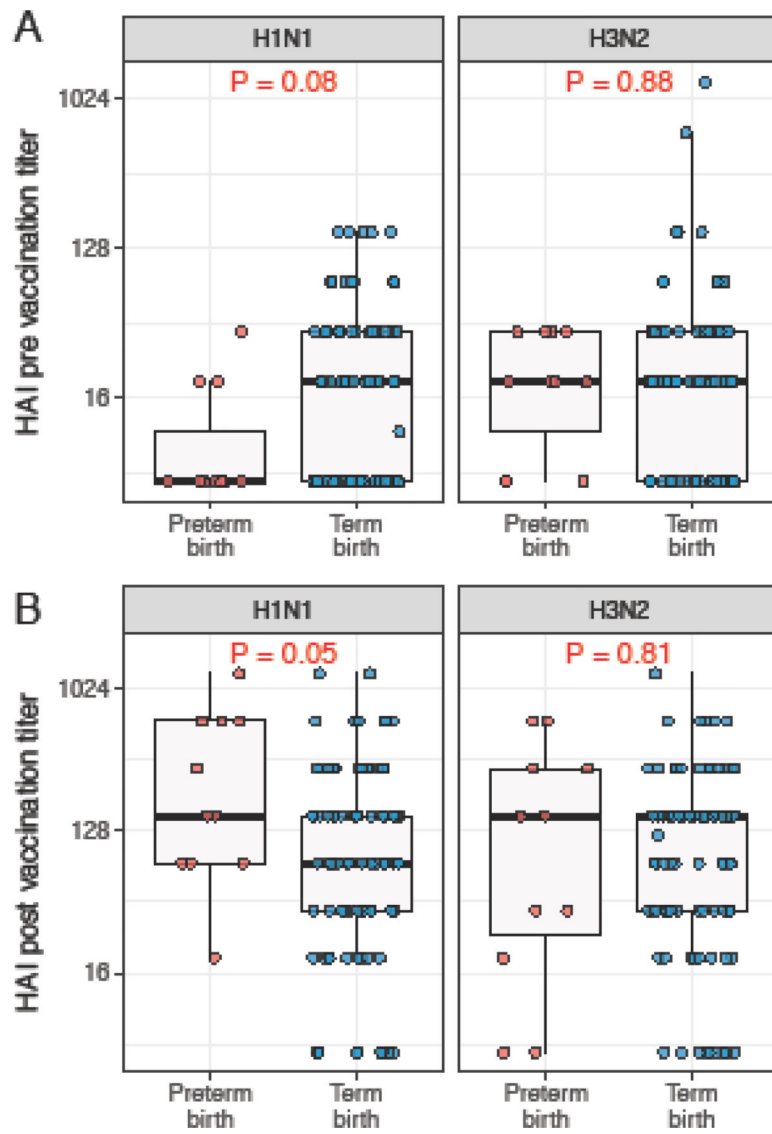 A
H1N1
H3N2
P = 0.08
P = 0.88
HAI pre vaccination titer
1024
128
16
Preterm
birth
Term
birth
Preterm
birth
Term
birth
B
H1N1
H3N2
P = 0.05
P = 0.81
HAI post vaccination titer
1024
128
16
Preterm
birth
Term
birth
Preterm
birth
Term
birth